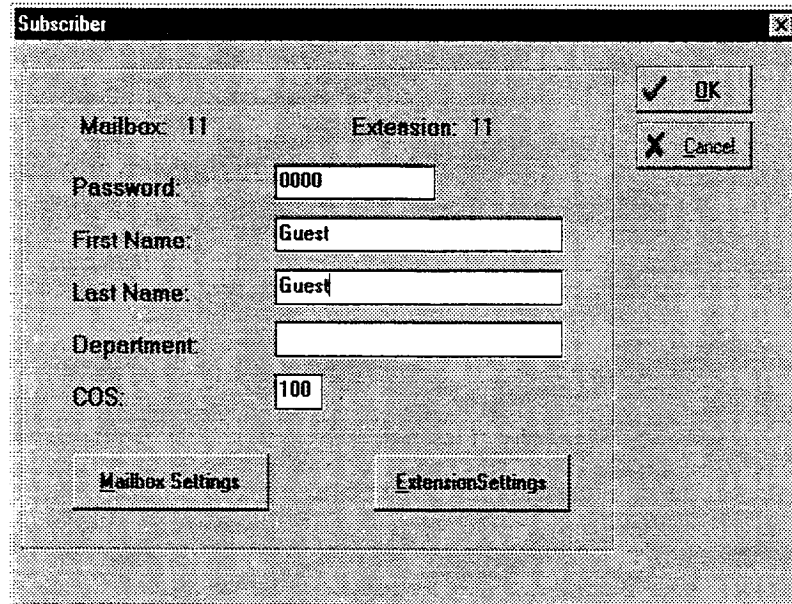 Subscriber
OK
Mailbox: 11 Extension: 11
Cancel
Password: 0000
First Name: Guest
Last Name: Guest
Department:
COS: 100
Mailbox Settings ExtensionSettings